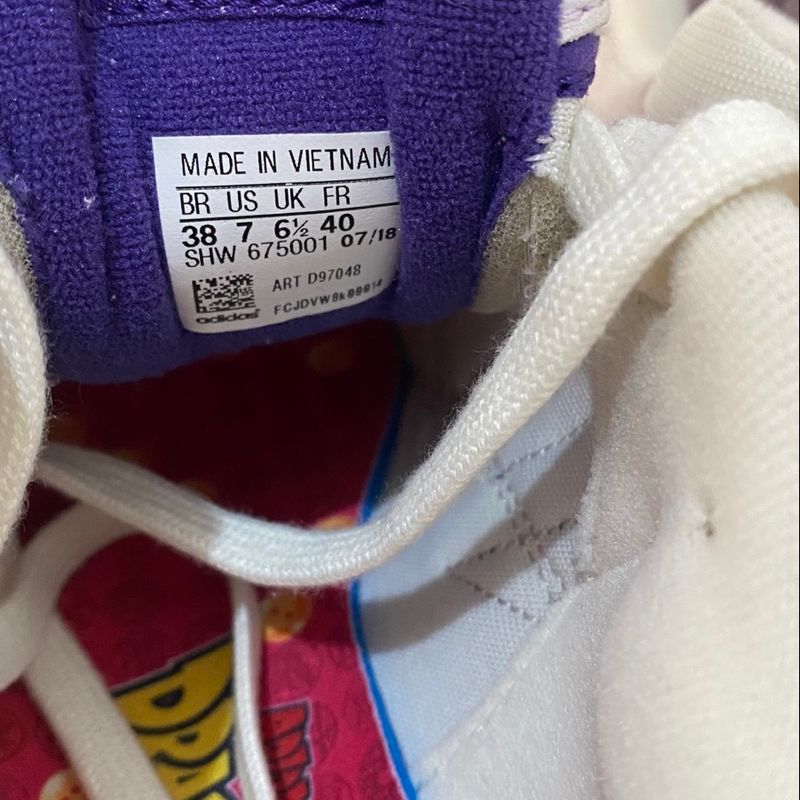 MADE IN VIETNAM
BR US UK FR
38 7 6½ 40
SHW 675001 07/18
ART D97048
adidas